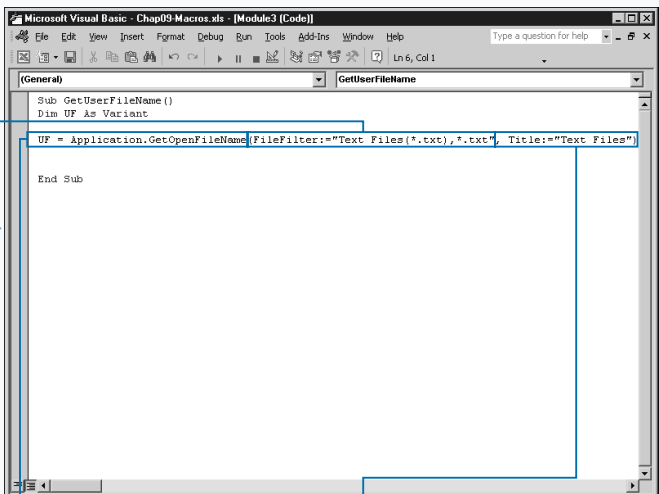 Microsoft Visual Basic - Chap09-Macros.xls - [Module3 (Code)]
File Edit View Insert Format Debug Run Tools Add-Ins Window Help Type a question for help
Ln 6, Col 1
(General) GetUserFileName
Sub GetUserFileName()
Dim UF As Variant
UF = Application.GetOpenFileName(FileFilter:="Text Files(*.txt),*.txt", Title:="Text Files")
End Sub